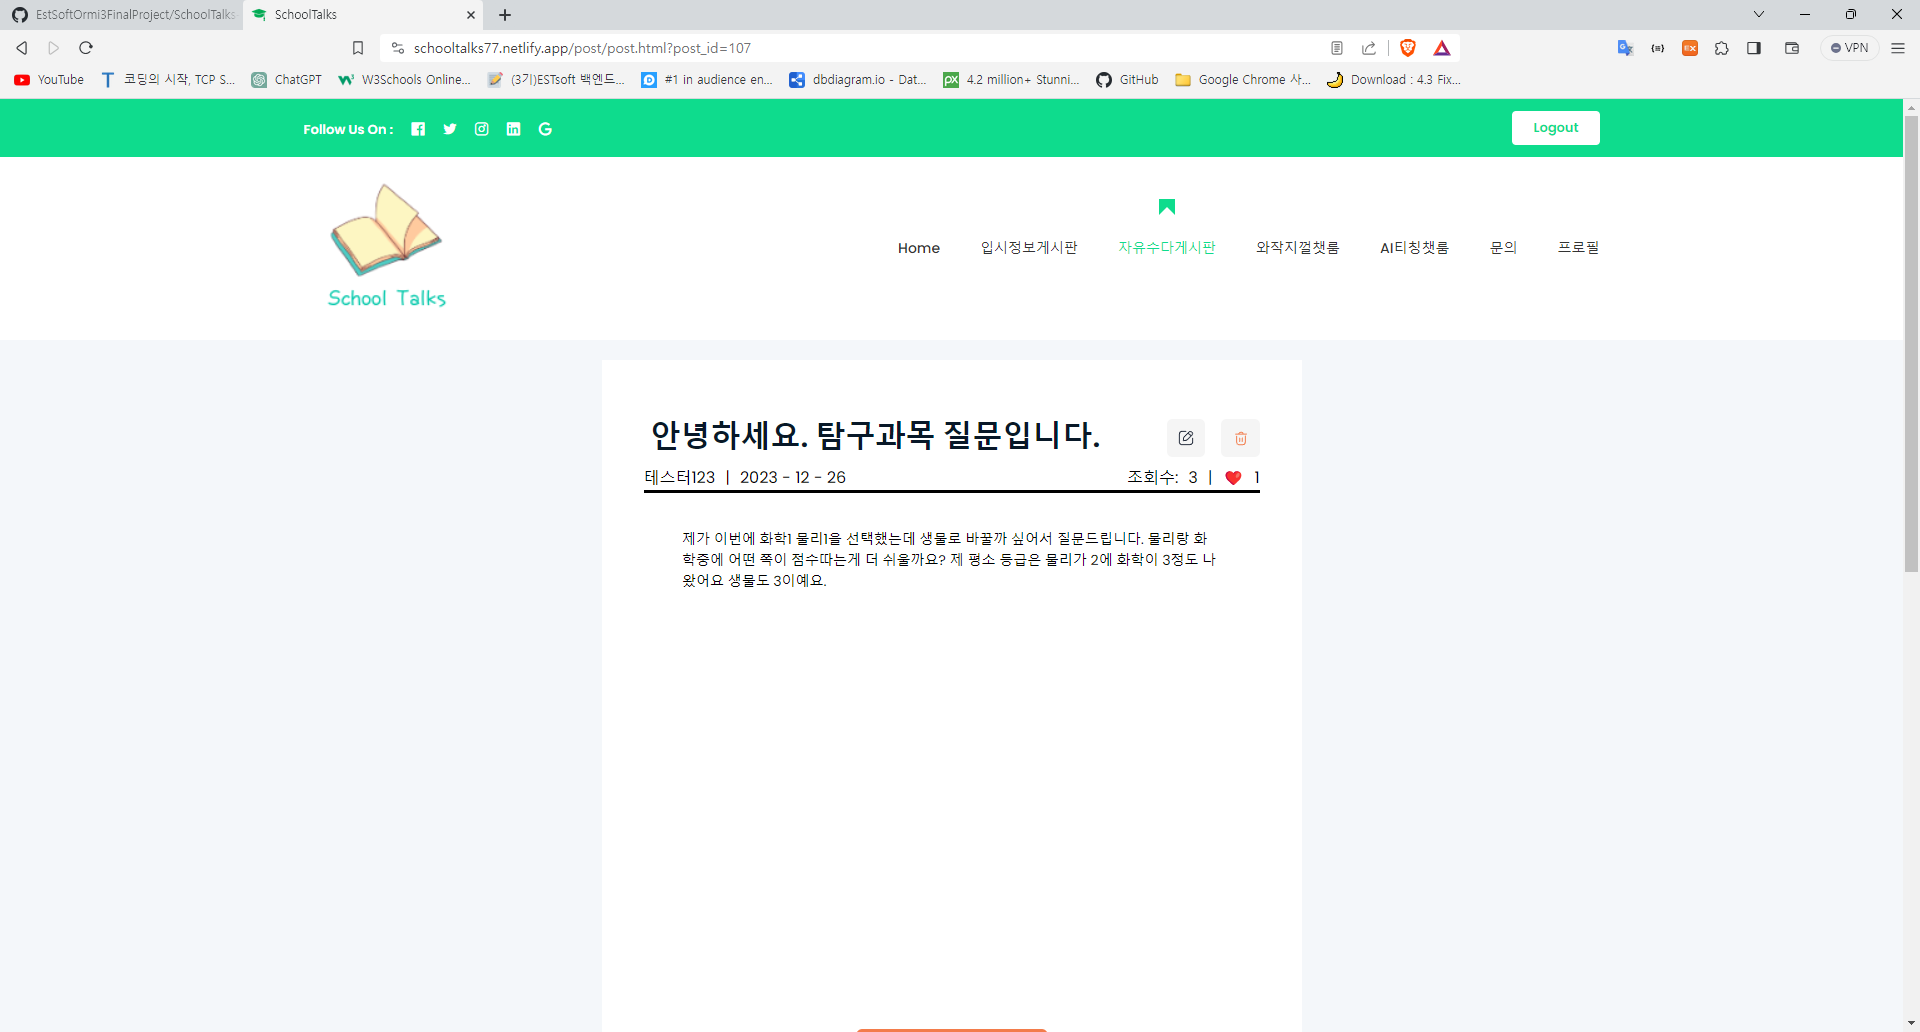 EstSoftOrmi3FinalProject/SchoolTalks
SchoolTalks
schooltalks77.netlify.app/post/post.html?post_id=107
VPN
YouTube
코딩의 시작, TCP S...
ChatGPT
W3Schools Online...
(3기)ESTsoft 백엔드...
#1 in audience en...
dbdiagram.io - Dat...
4.2 million+ Stunni...
GitHub
Google Chrome 사...
Download : 4.3 Fix...
Follow Us On :
Logout
School Talks
Home
입시정보게시판
자유수다게시판
와작지껄챗룸
AI티칭챗룸
문의
프로필
안녕하세요. 탐구과목 질문입니다.
테스터123 | 2023 - 12 - 26
조회수: 3 | ❤️ 1
제가 이번에 화학1 물리1을 선택했는데 생물로 바꿀까 싶어서 질문드립니다. 물리랑 화
학중에 어떤 쪽이 점수따는게 더 쉬울까요? 제 평소 등급은 물리가 2에 화학이 3정도 나
왔어요 생물도 3이예요.